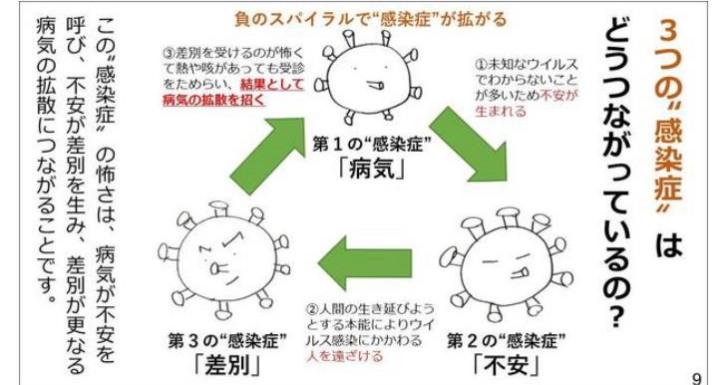 3つの〝感染症〞は
どうつながっているの？
負のスパイラルで“感染症”が拡がる
①未知なウイルス
でわからないこと
が多いため不安が
生まれる
③差別を受けるのが怖く
て熱や咳があっても受診
をためらい、結果として
病気の拡散を招く
第1の“感染症”
「病気」
第2の“感染症”
「不安」
②人間の生き延びよう
とする本能によりウイ
ルス感染にかかわる
人を遠ざける
第3の“感染症”
「差別」
この〝感染症〞の怖さは、病気が不安を
呼び、不安が差別を生み、差別が更なる
病気の拡散につながることです。
9